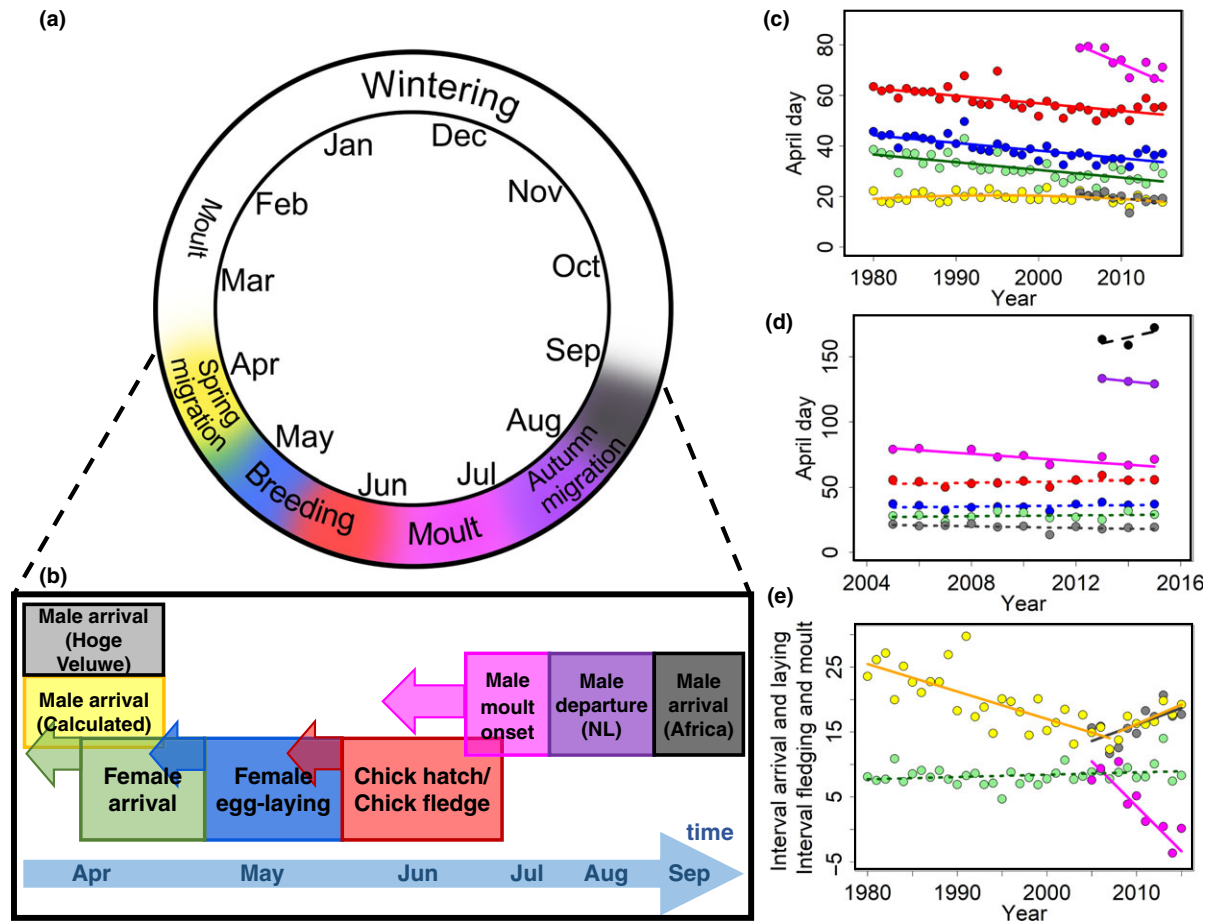 (a)
Wintering
Jan
Dec
Feb
Nov
Moult
Mar
Oct
Apr
Sep
Spring
migration
May
Aug
Autumn
migration
Breeding
Jun
Jul
Moult
(b)
Male arrival
(Hoge
Veluwe)
Male arrival
(Calculated)
Male
moult
onset
Male
departure
(NL)
Male
arrival
(Africa)
Female
arrival
Female
egg-laying
Chick hatch/
Chick fledge
time
Apr
May
Jun
Jul
Aug
Sep
(c)
April day
80
60
40
20
0
1980
1990
2000
2010
Year
(d)
April day
150
100
50
0
2004
2008
2012
2016
Year
(e)
Interval arrival and laying
Interval fledging and moult
25
15
5
−5
1980
1990
2000
2010
Year